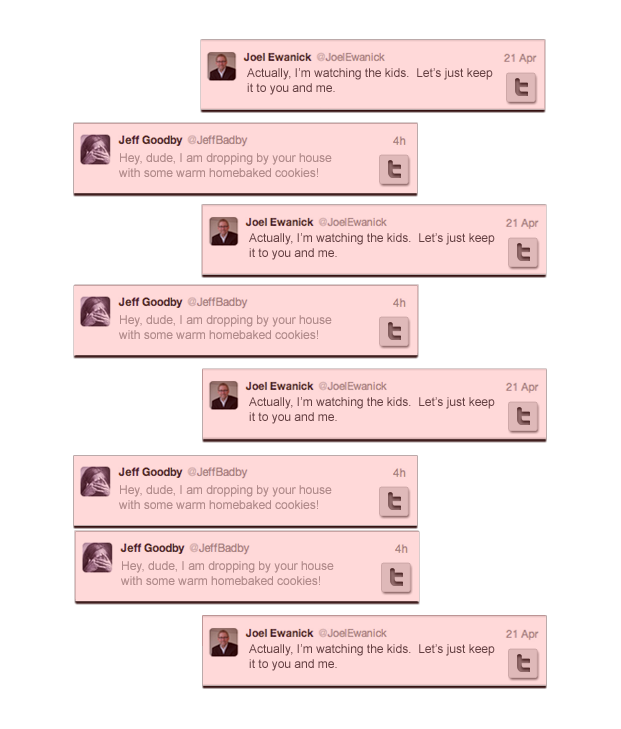 Joel Ewanick @JoelEwanick 21 Apr
Actually, I'm watching the kids. Let's just keep
it to you and me.
Jeff Goodby @JeffBadby 4h
Hey, dude, I am dropping by your house
with some warm homebaked cookies!
Joel Ewanick @JoelEwanick 21 Apr
Actually, I'm watching the kids. Let's just keep
it to you and me.
Jeff Goodby @JeffBadby 4h
Hey, dude, I am dropping by your house
with some warm homebaked cookies!
Joel Ewanick @JoelEwanick 21 Apr
Actually, I'm watching the kids. Let's just keep
it to you and me.
Jeff Goodby @JeffBadby 4h
Hey, dude, I am dropping by your house
with some warm homebaked cookies!
Jeff Goodby @JeffBadby 4h
Hey, dude, I am dropping by your house
with some warm homebaked cookies!
Joel Ewanick @JoelEwanick 21 Apr
Actually, I'm watching the kids. Let's just keep
it to you and me.